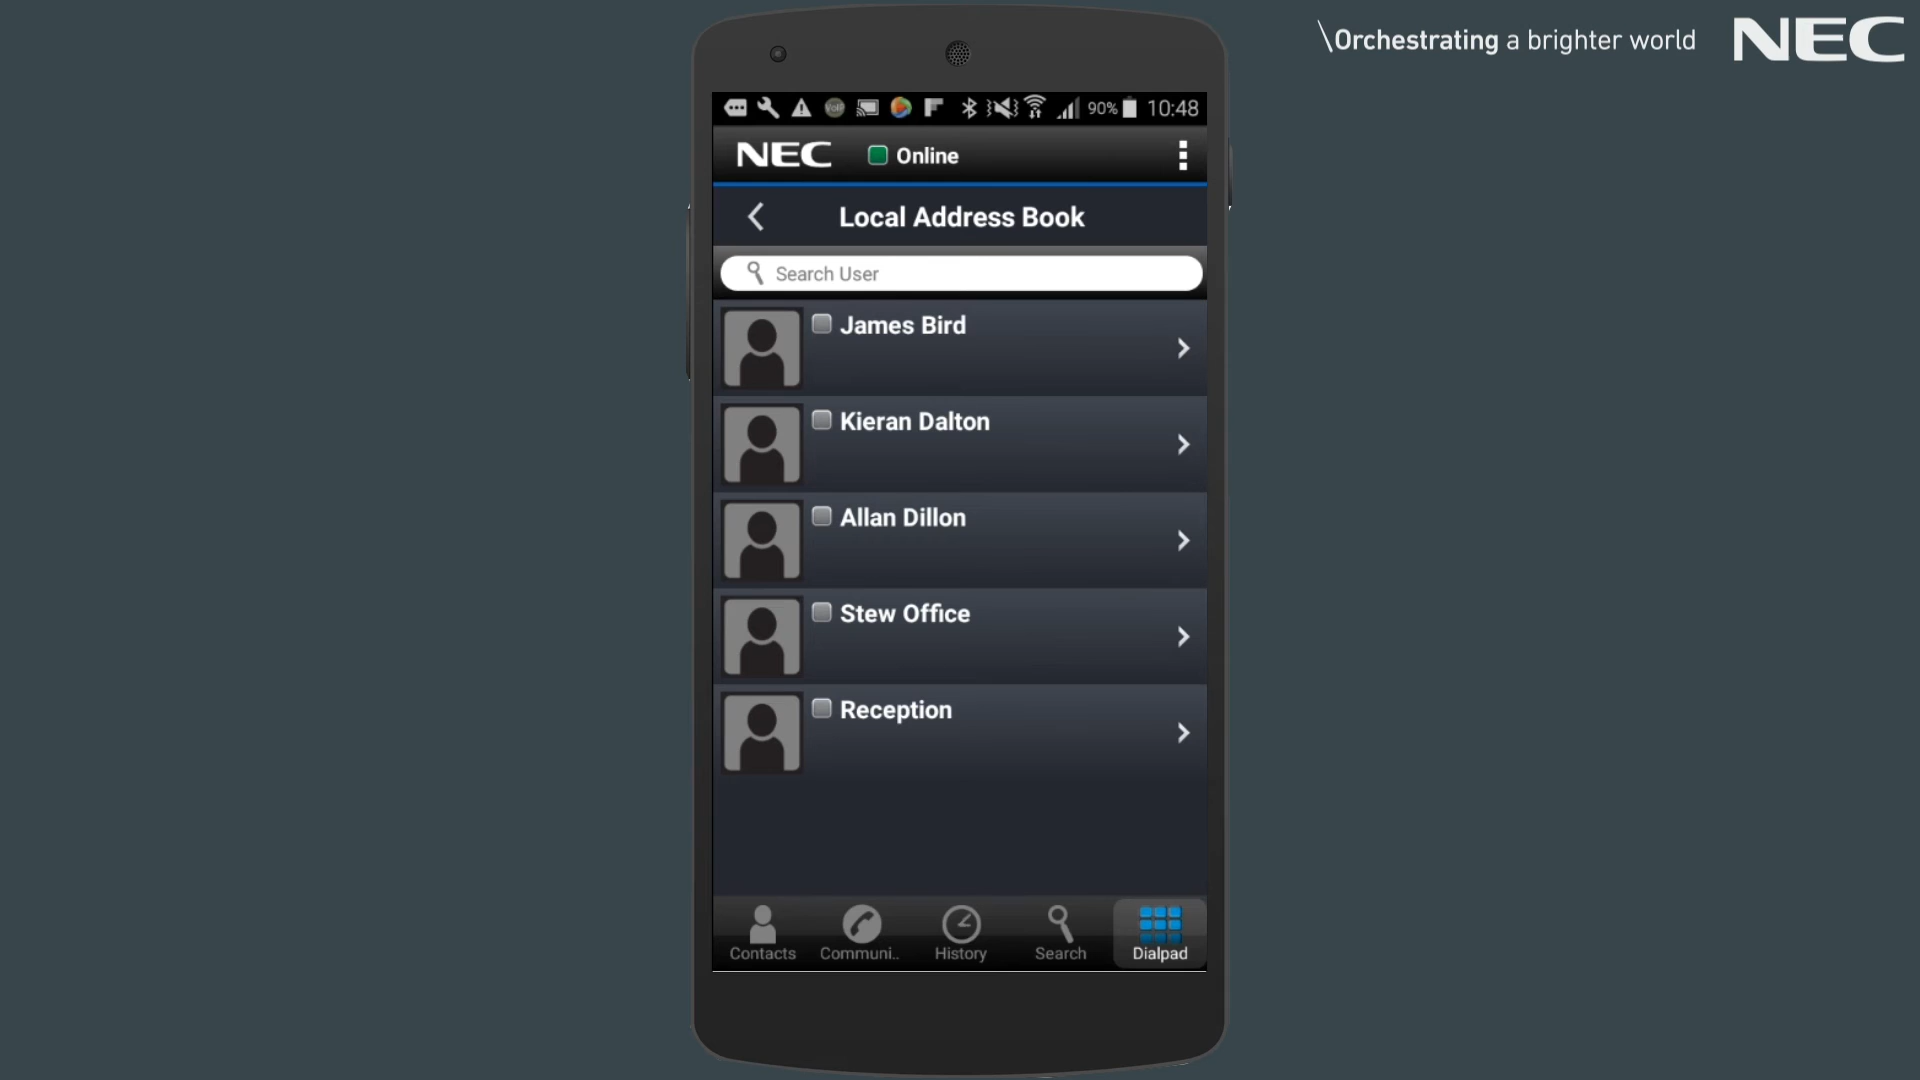 \Orchestrating a brighter world NEC
VoIP 90% 10:48
NEC Online
Local Address Book
Search User
James Bird
Kieran Dalton
Allan Dillon
Stew Office
Reception
Contacts Communi.. History Search Dialpad